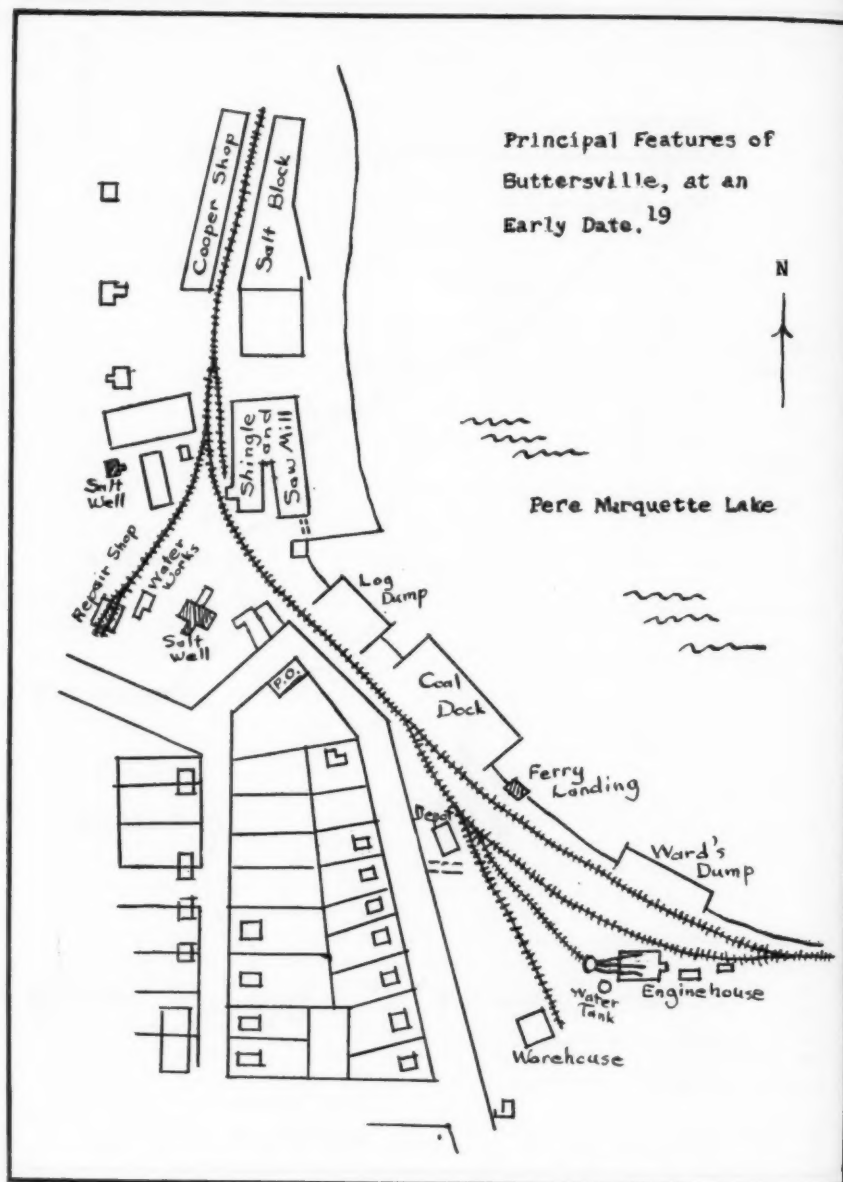 Principal Features of
Buttersville, at an
Early Date.19
N
Cooper Shop
Salt Block
Shingle
and
Saw Mill
Salt
Well
Pere Marquette Lake
Repair Shop
Water
Works
Salt
Well
Log
Dump
P.O.
Coal
Dock
Ferry
Landing
Depot
Ward's
Dump
Water
Tank
Enginehouse
Warehouse